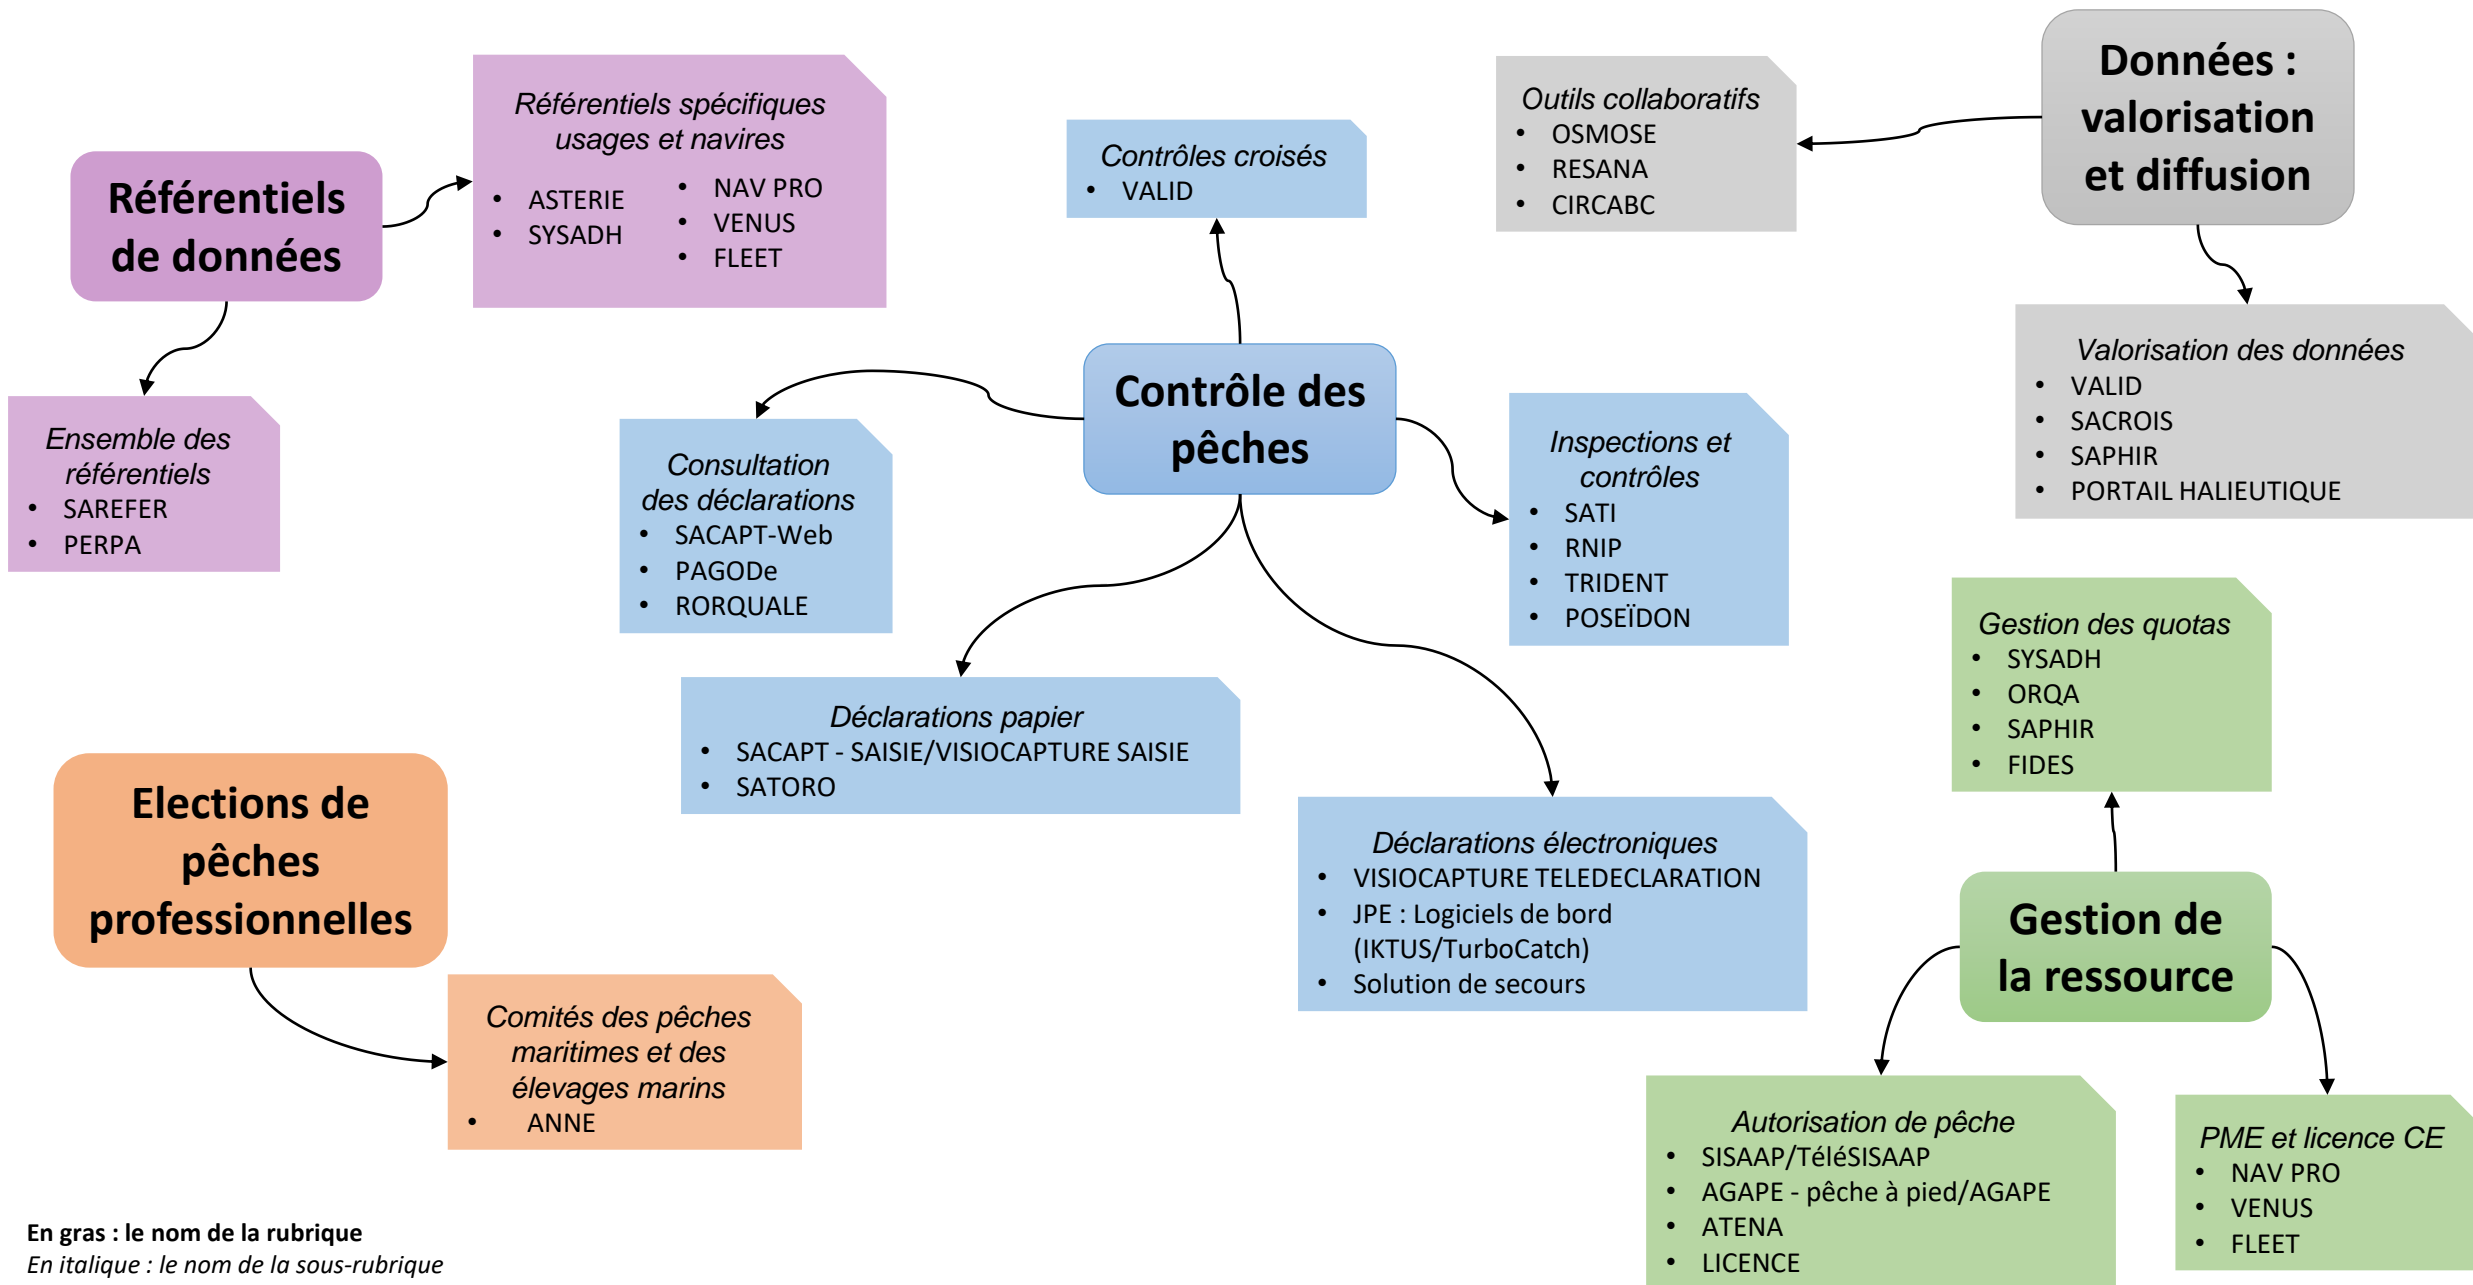 Référentiels
de données
Référentiels spécifiques
usages et navires
• ASTERIE
• SYSADH
• NAV PRO
• VENUS
• FLEET
Ensemble des
référentiels
• SAREFER
• PERPA
Contrôle des
pêches
Contrôles croisés
• VALID
Consultation
des déclarations
• SACAPT-Web
• PAGODe
• RORQUALE
Inspections et
contrôles
• SATI
• RNIP
• TRIDENT
• POSEÏDON
Déclarations papier
• SACAPT - SAISIE/VISIOCAPTURE SAISIE
• SATORO
Déclarations électroniques
• VISIOCAPTURE TELEDECLARATION
• JPE : Logiciels de bord
(IKTUS/TurboCatch)
• Solution de secours
Données :
valorisation
et diffusion
Outils collaboratifs
• OSMOSE
• RESANA
• CIRCABC
Valorisation des données
• VALID
• SACROIS
• SAPHIR
• PORTAIL HALIEUTIQUE
Gestion des quotas
• SYSADH
• ORQA
• SAPHIR
• FIDES
Gestion de
la ressource
Autorisation de pêche
• SISAAP/TéléSISAAP
• AGAPE - pêche à pied/AGAPE
• ATENA
• LICENCE
PME et licence CE
• NAV PRO
• VENUS
• FLEET
Elections de
pêches
professionnelles
Comités des pêches
maritimes et des
élevages marins
• ANNE
En gras : le nom de la rubrique
En italique : le nom de la sous-rubrique